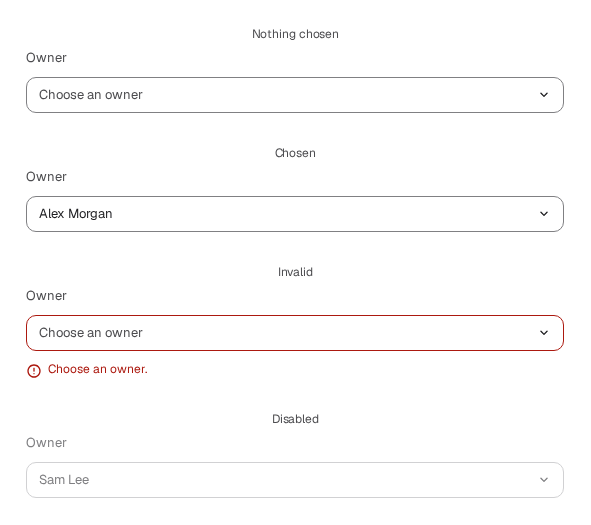 Nothing chosen
Owner
Choose an owner
Chosen
Owner
Alex Morgan
Invalid
Owner
Choose an owner
Choose an owner.
Disabled
Owner
Sam Lee